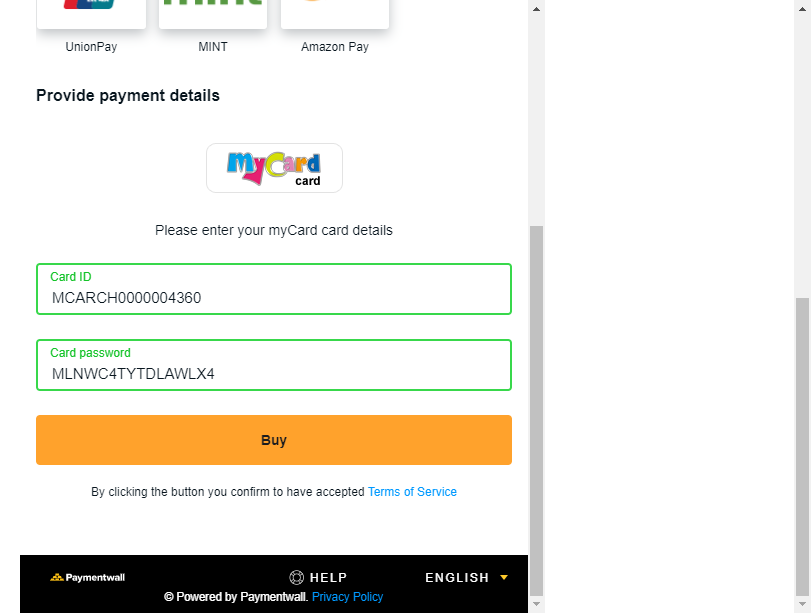 UnionPay MINT Amazon Pay
Provide payment details
MyCard
card
Please enter your myCard card details
Card ID
MCARCH0000004360
Card password
MLNWC4TYTDLAWLX4
Buy
By clicking the button you confirm to have accepted Terms of Service
Paymentwall HELP ENGLISH
© Powered by Paymentwall. Privacy Policy